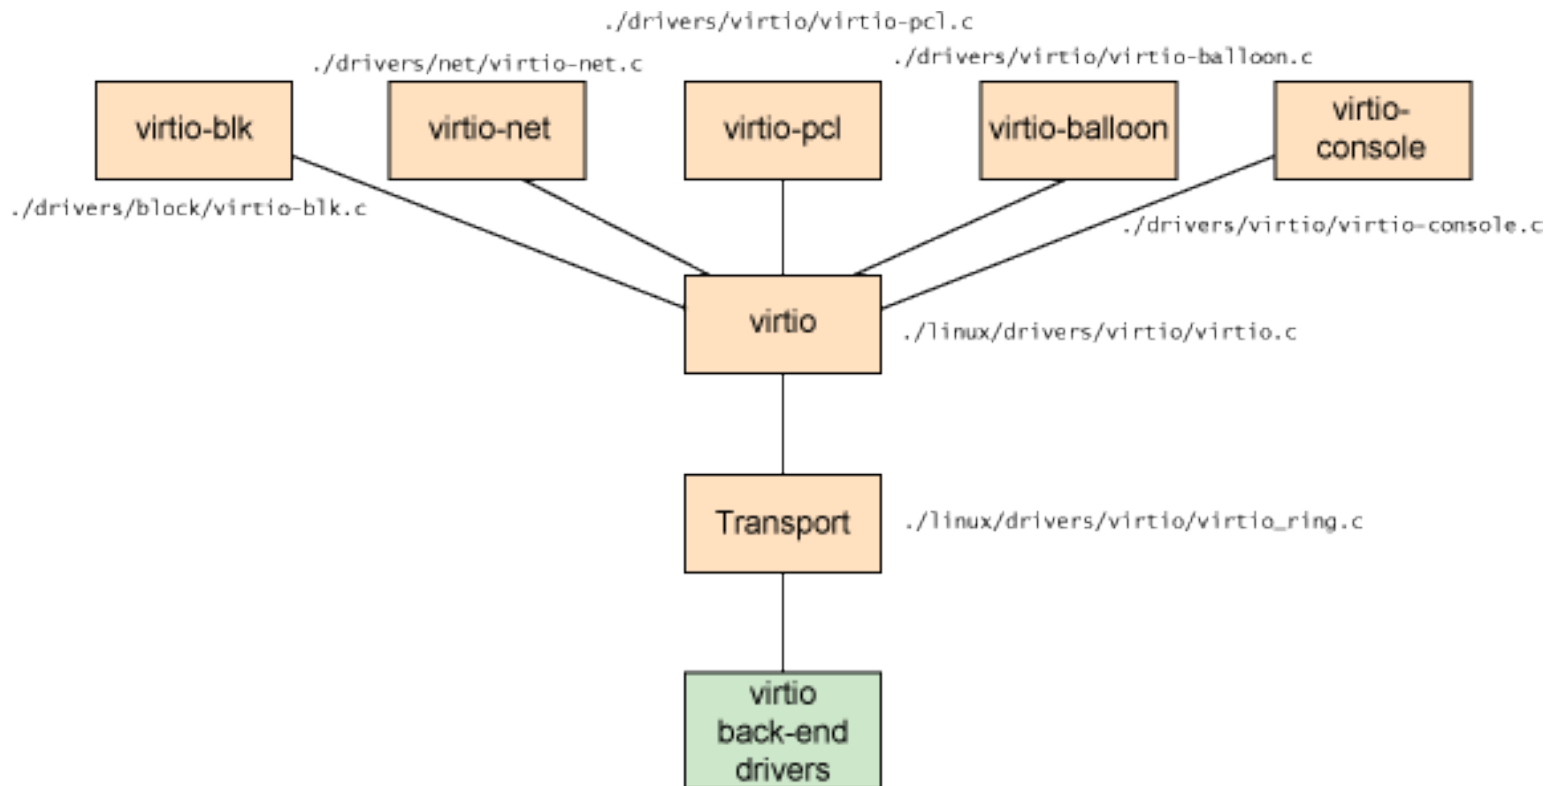 ./drivers/virtio/virtio-pcl.c
./drivers/net/virtio-net.c
./drivers/virtio/virtio-balloon.c
virtio-blk
virtio-net
virtio-pcl
virtio-balloon
virtio-
console
./drivers/block/virtio-blk.c
./drivers/virtio/virtio-console.c
virtio
./linux/drivers/virtio/virtio.c
Transport
./linux/drivers/virtio/virtio_ring.c
virtio
back-end
drivers